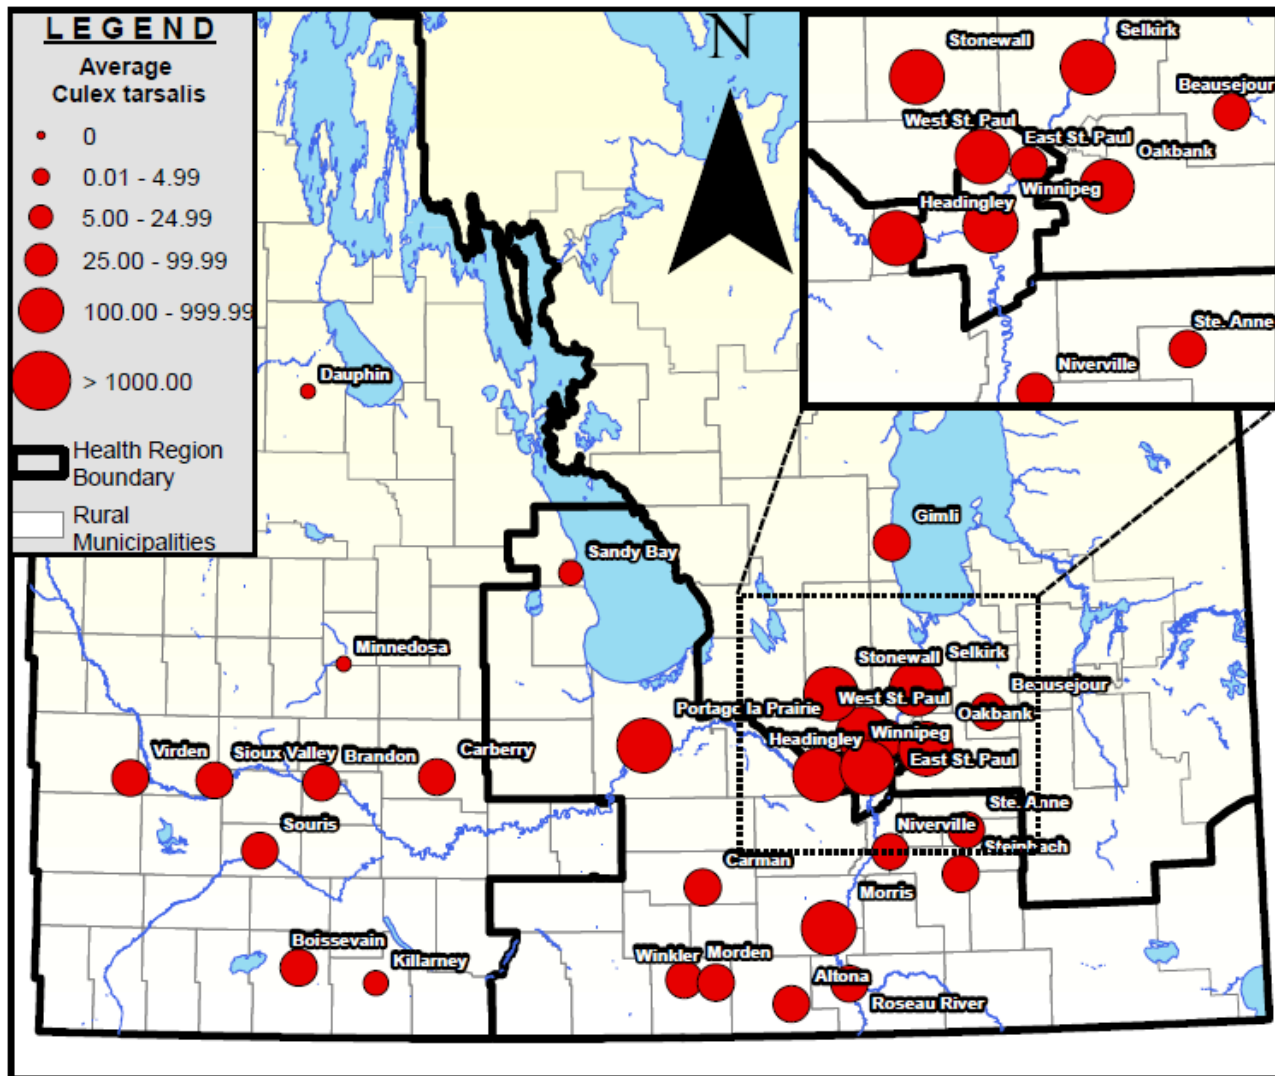 LEGEND
Average
Culex tarsalis
0
0.01 - 4.99
5.00 - 24.99
25.00 - 99.99
100.00 - 999.99
> 1000.00
Health Region
Boundary
Rural
Municipalities
N
Stonewall
Selkirk
Beausejour
West St. Paul
East St. Paul
Oakbank
Winnipeg
Headingley
Ste. Anne
Niverville
Dauphin
Gimli
Sandy Bay
Minnedosa
Stonewall
Selkirk
Beausejour
West St. Paul
Portage la Prairie
Oakbank
Winnipeg
Headingley
East St. Paul
Virden
Sioux Valley
Brandon
Carberry
Souris
Ste. Anne
Niverville
Steinbach
Carman
Morris
Boissevain
Killarney
Winkler
Morden
Altona
Roseau River